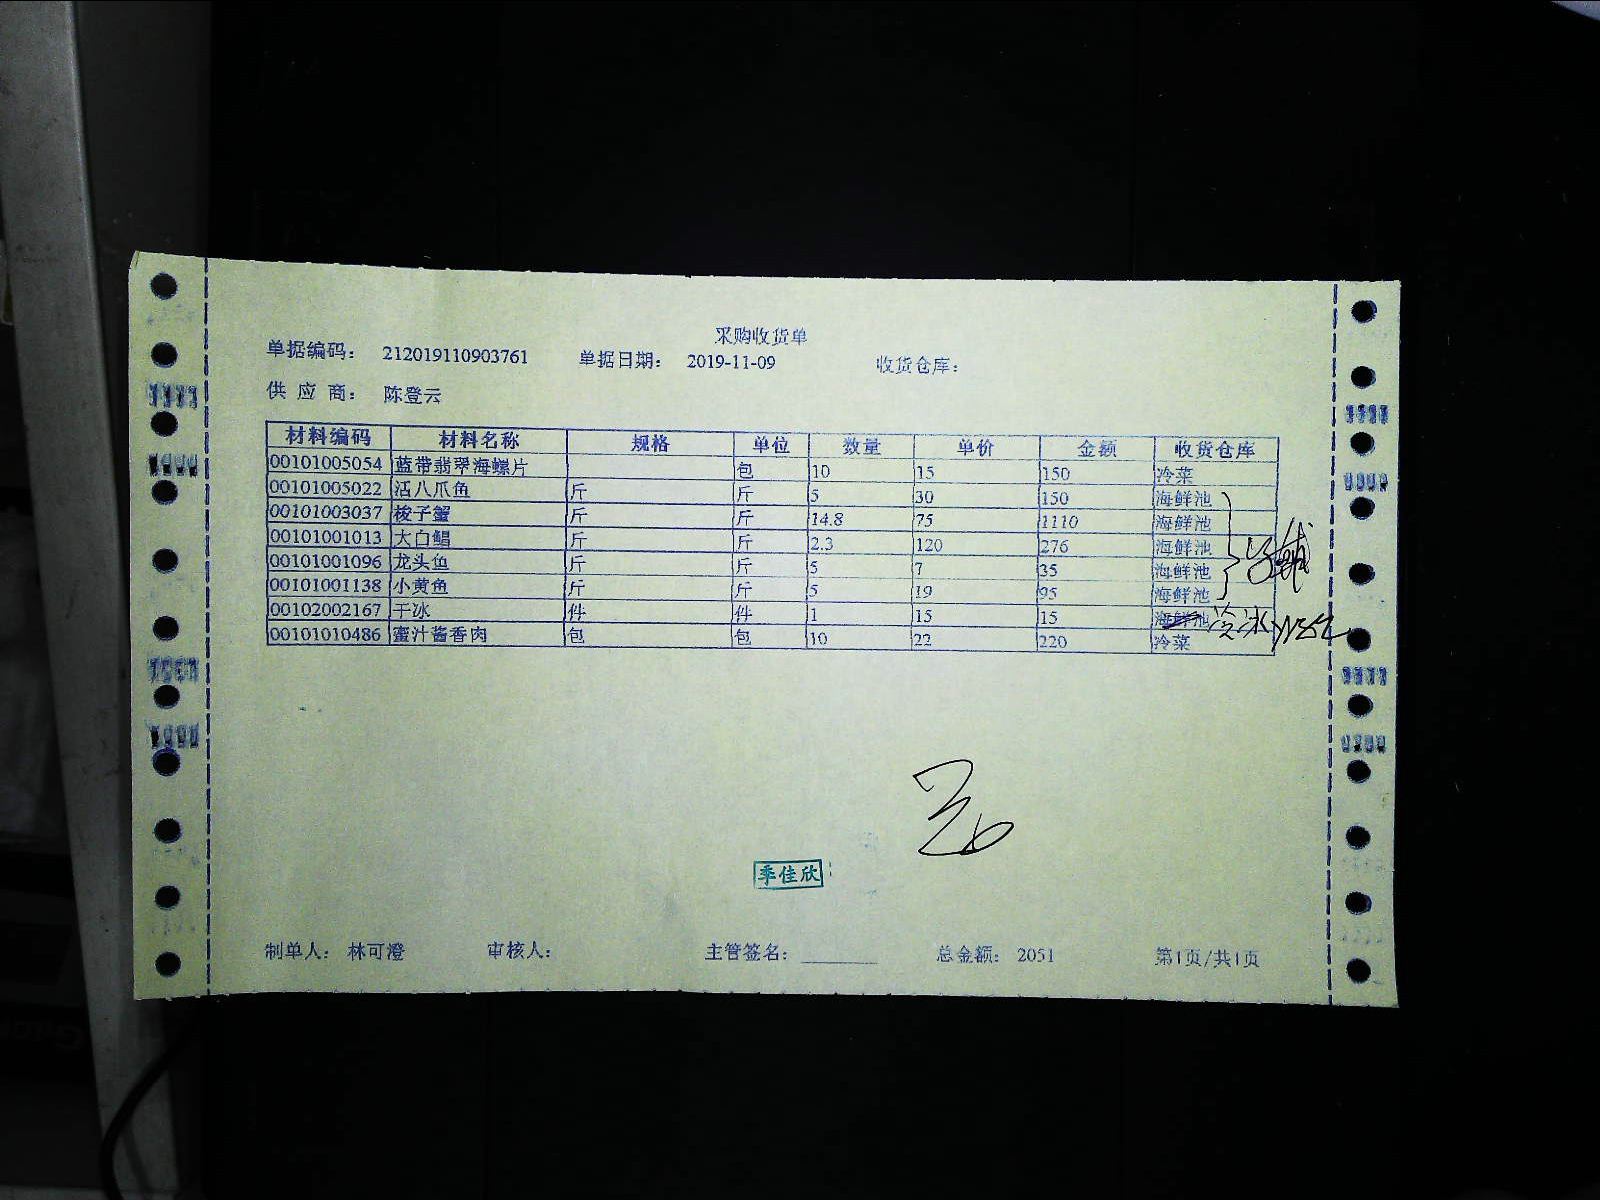 采购收货单
单据编码： 212019110903761 单据日期： 2019-11-09 收货仓库：
供 应 商： 陈登云
材料编码 材料名称 规格 单位 数量 单价 金额 收货仓库
00101005054 蓝带翡翠海螺片 包 10 15 150 冷菜
00101005022 活八爪鱼 斤 斤 5 30 150 海鲜池
00101003037 梭子蟹 斤 斤 14.8 75 1110 海鲜池
00101001013 大白鲳 斤 斤 2.3 120 276 海鲜池
00101001096 龙头鱼 斤 斤 5 7 35 海鲜池
00101001138 小黄鱼 斤 斤 5 19 95 海鲜池
00102002167 干冰 件 件 1 15 15 海鲜池
00101010486 蜜汁酱香肉 包 包 10 22 220 冷菜
季佳欣
制单人： 林可澄 审核人： 主管签名： 总金额： 2051 第1页/共1页